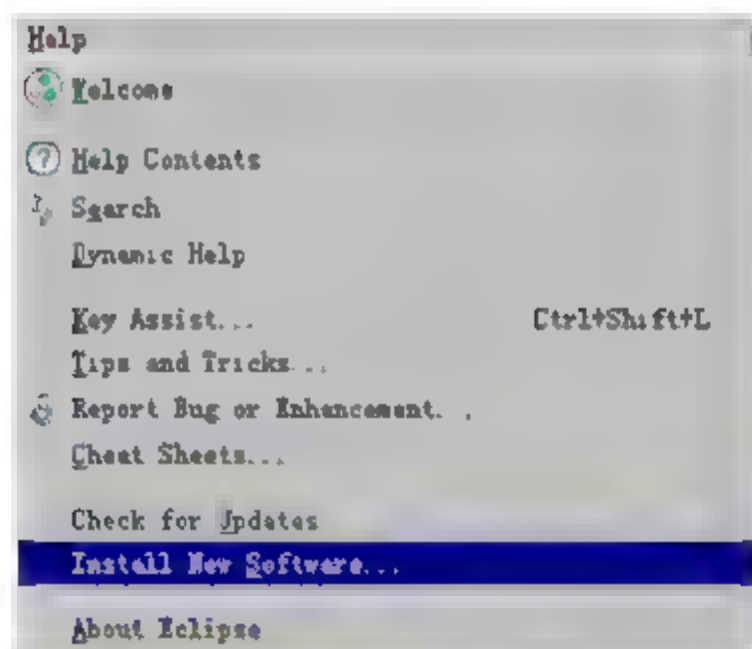 Help
Welcome
Help Contents
Search
Dynamic Help
Key Assist... Ctrl+Shift+L
Tips and Tricks...
Report Bug or Enhancement...
Cheat Sheets...
Check for Updates
Install New Software...
About Eclipse